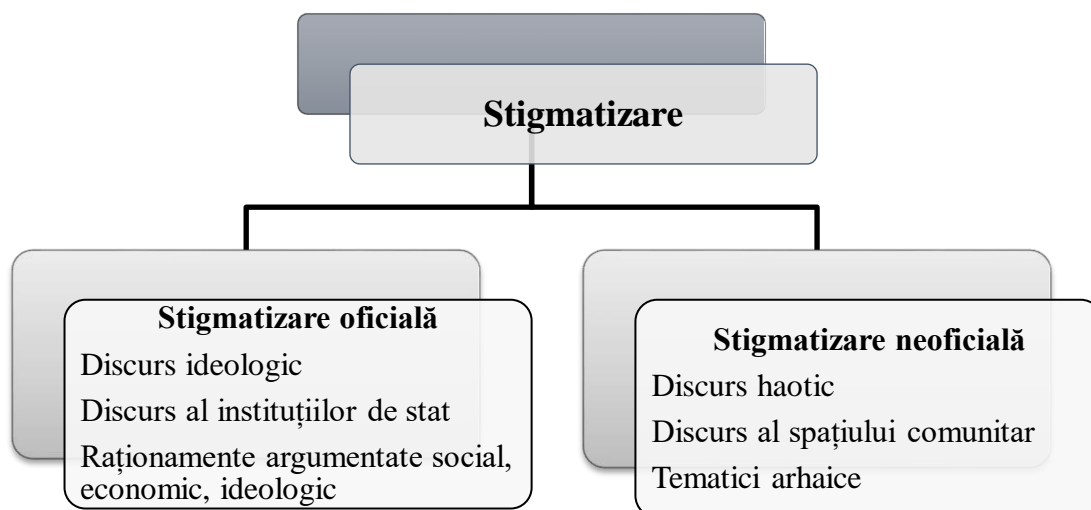 Stigmatizare
Stigmatizare oficială
Discurs ideologic
Discurs al instituțiilor de stat
Raționamente argumentate social,
economic, ideologic
Stigmatizare neoficială
Discurs haotic
Discurs al spațiului comunitar
Tematici arhaice